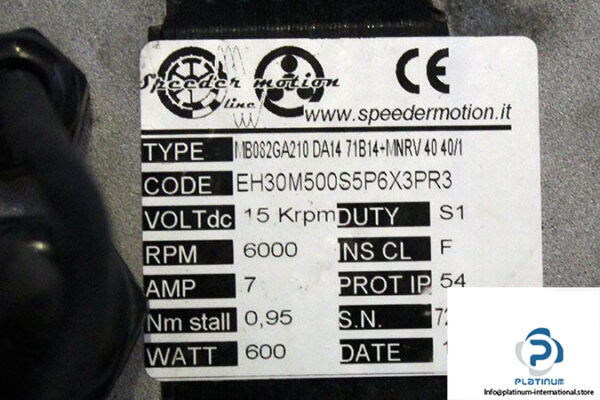 Speeder motion
line
CE
www.speedermotion.it
TYPE MB082GA210 DA14 71B14+MNRV 40 40/1
CODE EH30M500S5P6X3PR3
VOLTdc 15 Krpm DUTY S1
RPM 6000 INS CL F
AMP 7 PROT IP 54
Nm stall 0,95 S.N.
WATT 600 DATE
PLATINUM
Info@platinum-international.store